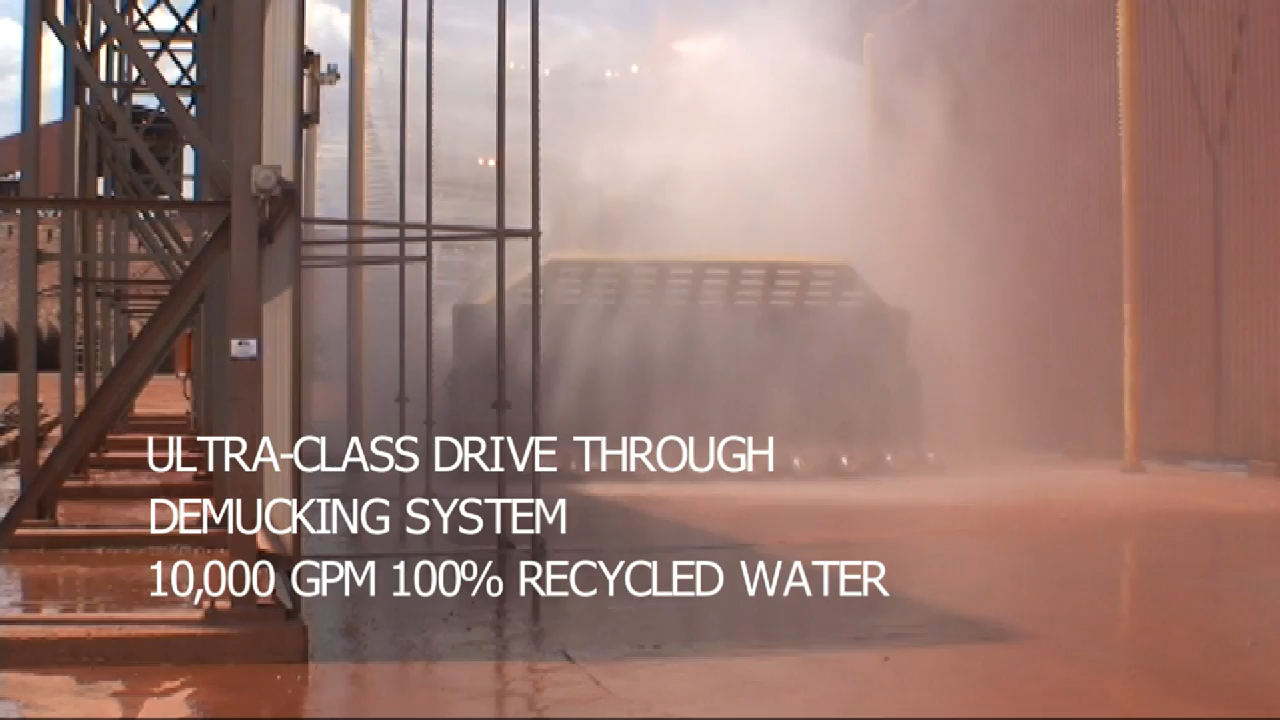 ULTRA-CLASS DRIVE THROUGH
DEMUCKING SYSTEM
10,000 GPM 100% RECYCLED WATER